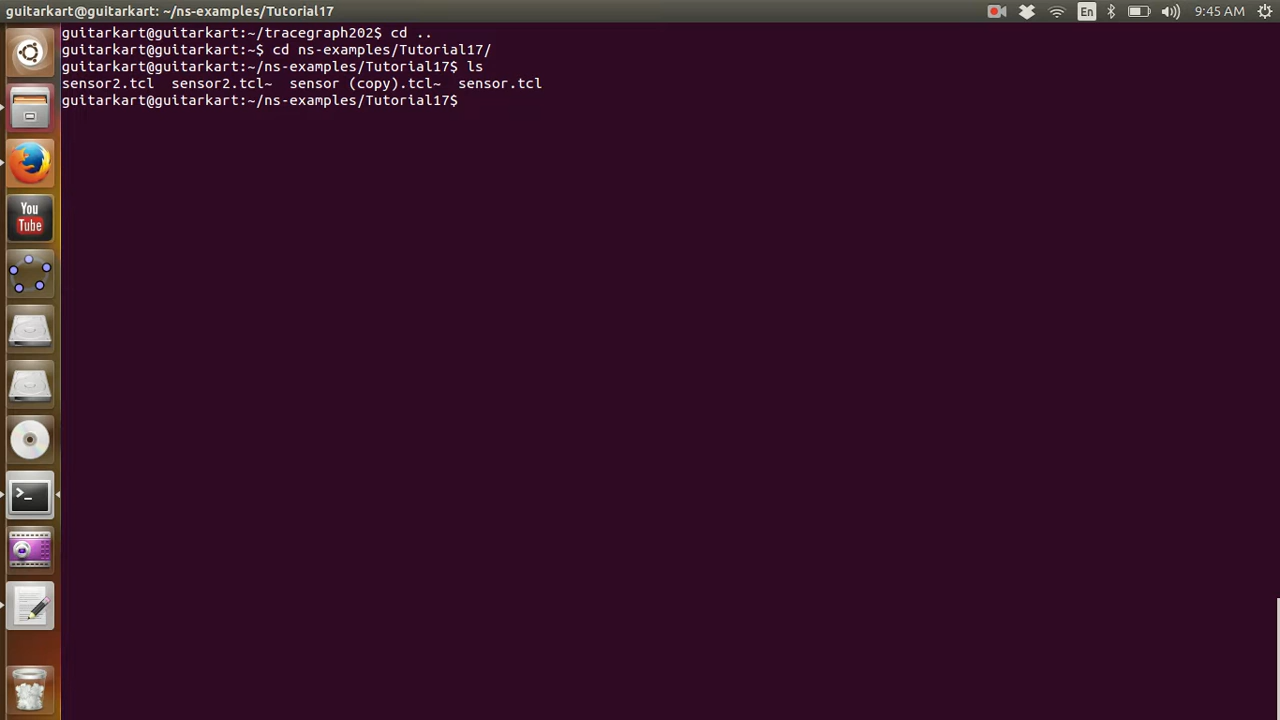 guitarkart@guitarkart: ~/ns-examples/Tutorial17
En
9:45 AM
guitarkart@guitarkart:~/tracegraph202$ cd ..
guitarkart@guitarkart:~$ cd ns-examples/Tutorial17/
guitarkart@guitarkart:~/ns-examples/Tutorial17$ ls
sensor2.tcl  sensor2.tcl~  sensor (copy).tcl~  sensor.tcl
guitarkart@guitarkart:~/ns-examples/Tutorial17$
You
Tube
>_